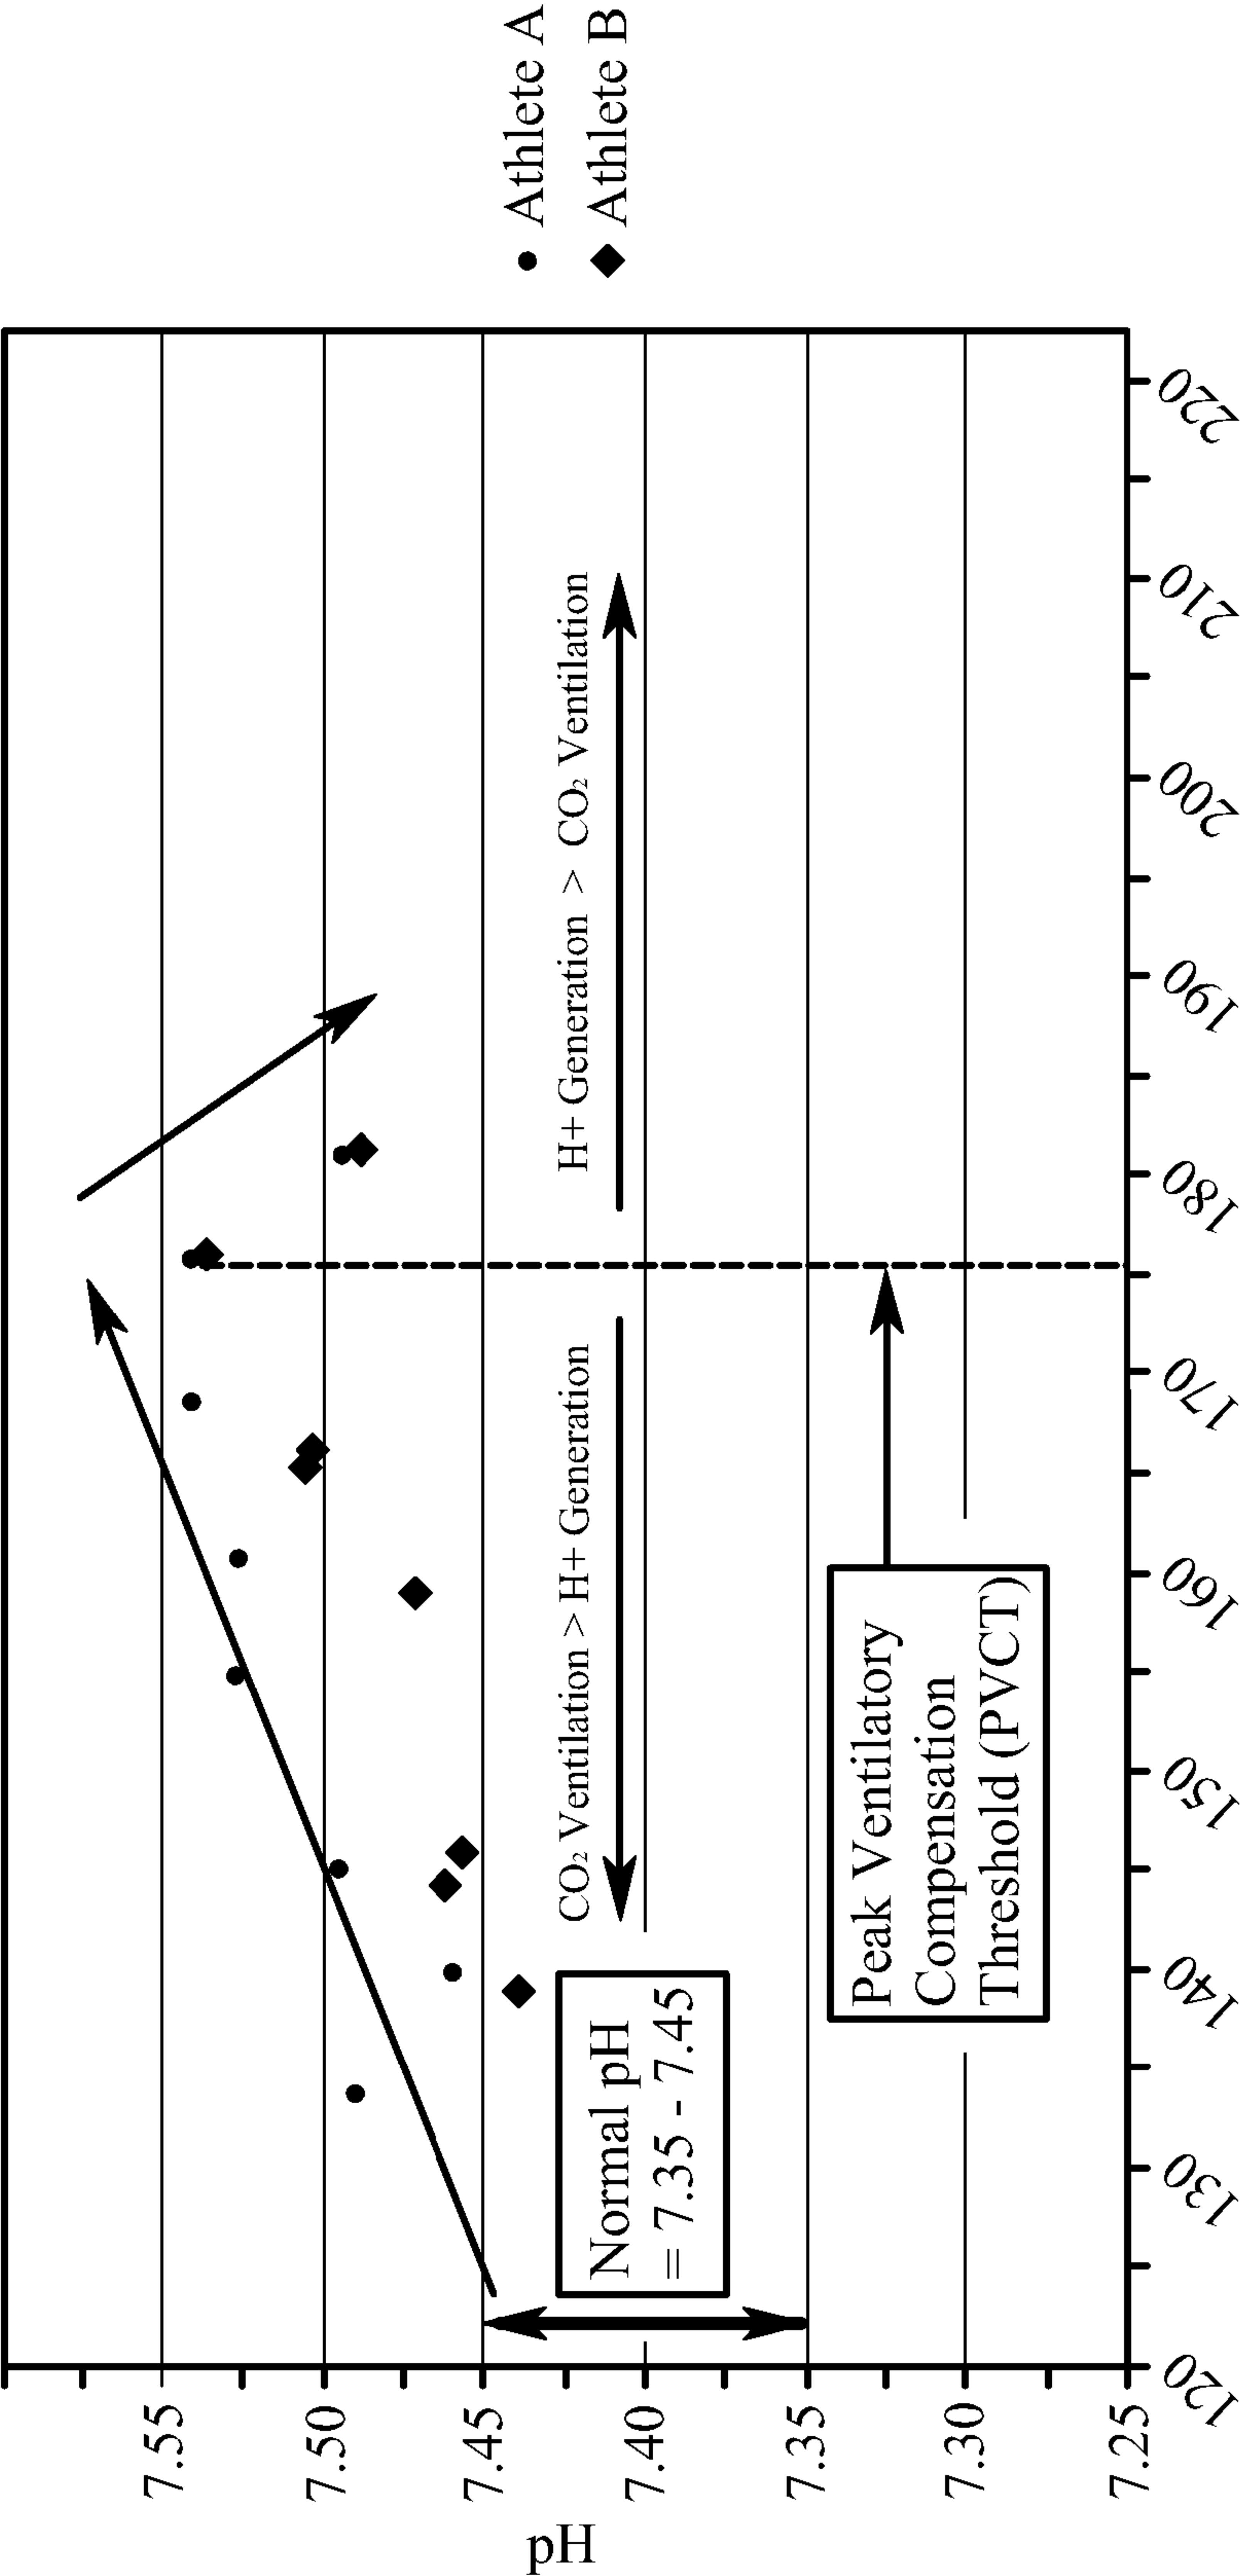 7.55
7.50
7.45
7.40
7.35
7.30
7.25
pH
CO₂ Ventilation > H+ Generation
H+ Generation > CO₂ Ventilation
Normal pH
= 7.35 - 7.45
Peak Ventilatory
Compensation
Threshold (PVCT)
120
130
140
150
160
170
180
190
200
210
220
Athlete A
Athlete B